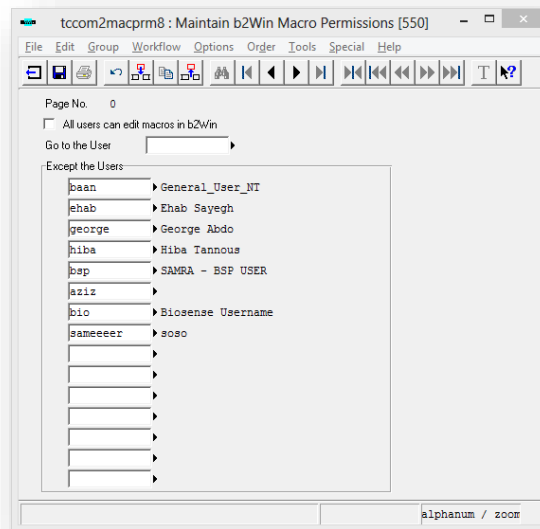 tccom2macprm8 : Maintain b2Win Macro Permissions [550]
File Edit Group Workflow Options Order Tools Special Help
T ?
Page No. 0
All users can edit macros in b2Win
Go to the User
Except the Users
baan General_User_NT
ehab Ehab Sayegh
george George Abdo
hiba Hiba Tannous
bsp SAMRA - BSP USER
aziz
bio Biosense Username
sameeeer soso
alphanum / zoom